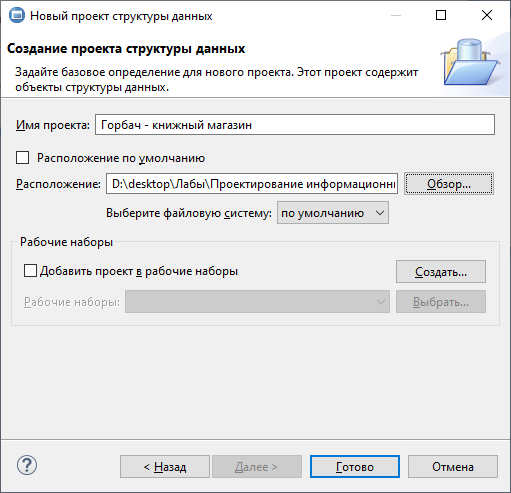 Новый проект структуры данных
Создание проекта структуры данных
Задайте базовое определение для нового проекта. Этот проект содержит
объекты структуры данных.
Имя проекта: Горбач - книжный магазин
Расположение по умолчанию
Расположение: D:\desktop\Лабы\Проектирование информационн Обзор...
Выберите файловую систему: по умолчанию
Рабочие наборы
Добавить проект в рабочие наборы Создать...
Рабочие наборы: Выбрать...
? < Назад Далее > Готово Отмена